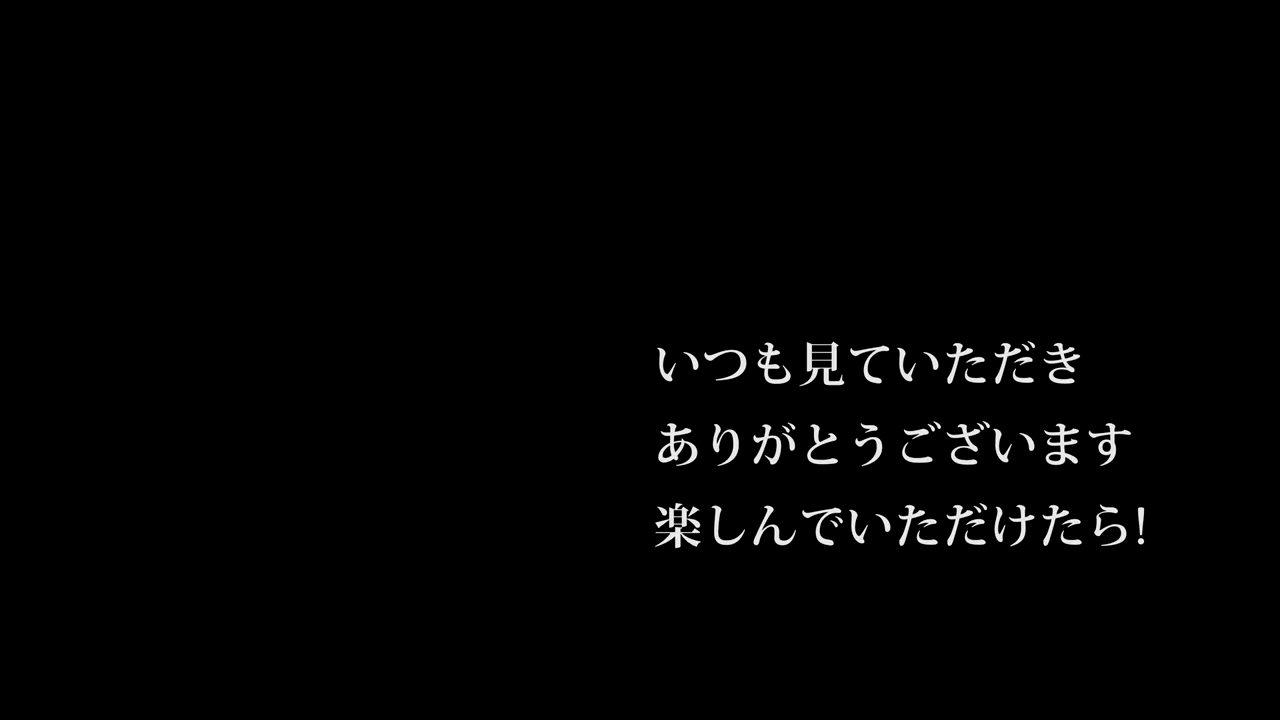 いつも見ていただき
ありがとうございます
楽しんでいただけたら!